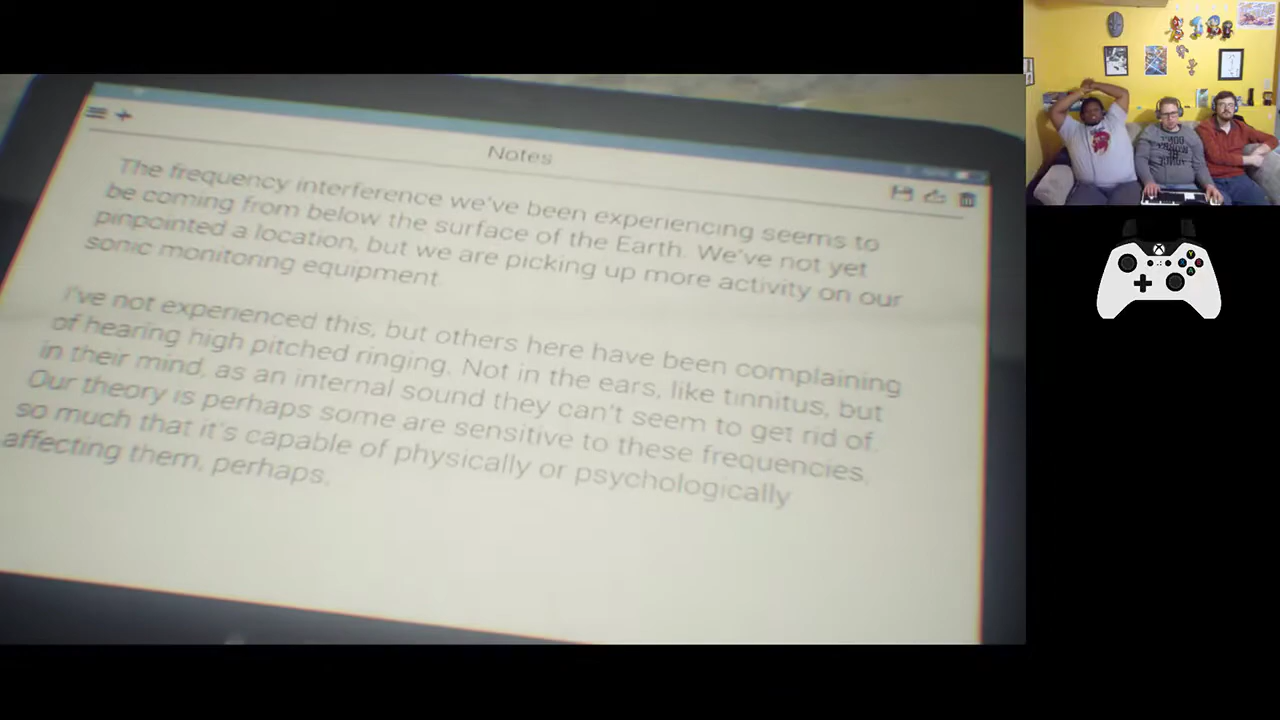 Notes
The frequency interference we've been experiencing seems to
be coming from below the surface of the Earth. We've not yet
pinpointed a location, but we are picking up more activity on our
sonic monitoring equipment.
I've not experienced this, but others here have been complaining
of hearing high pitched ringing. Not in the ears, like tinnitus, but
in their mind, as an internal sound they can't seem to get rid of.
Our theory is perhaps some are sensitive to these frequencies,
so much that it's capable of physically or psychologically
affecting them, perhaps.